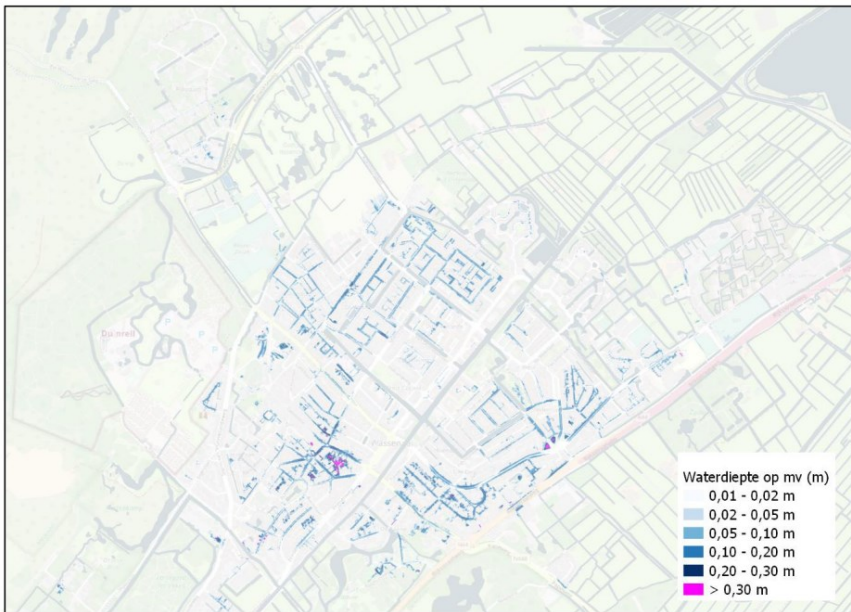 Duinrell
P
P
P
Waterdiepte op mv (m)
0,01 - 0,02 m
0,02 - 0,05 m
0,05 - 0,10 m
0,10 - 0,20 m
0,20 - 0,30 m
> 0,30 m